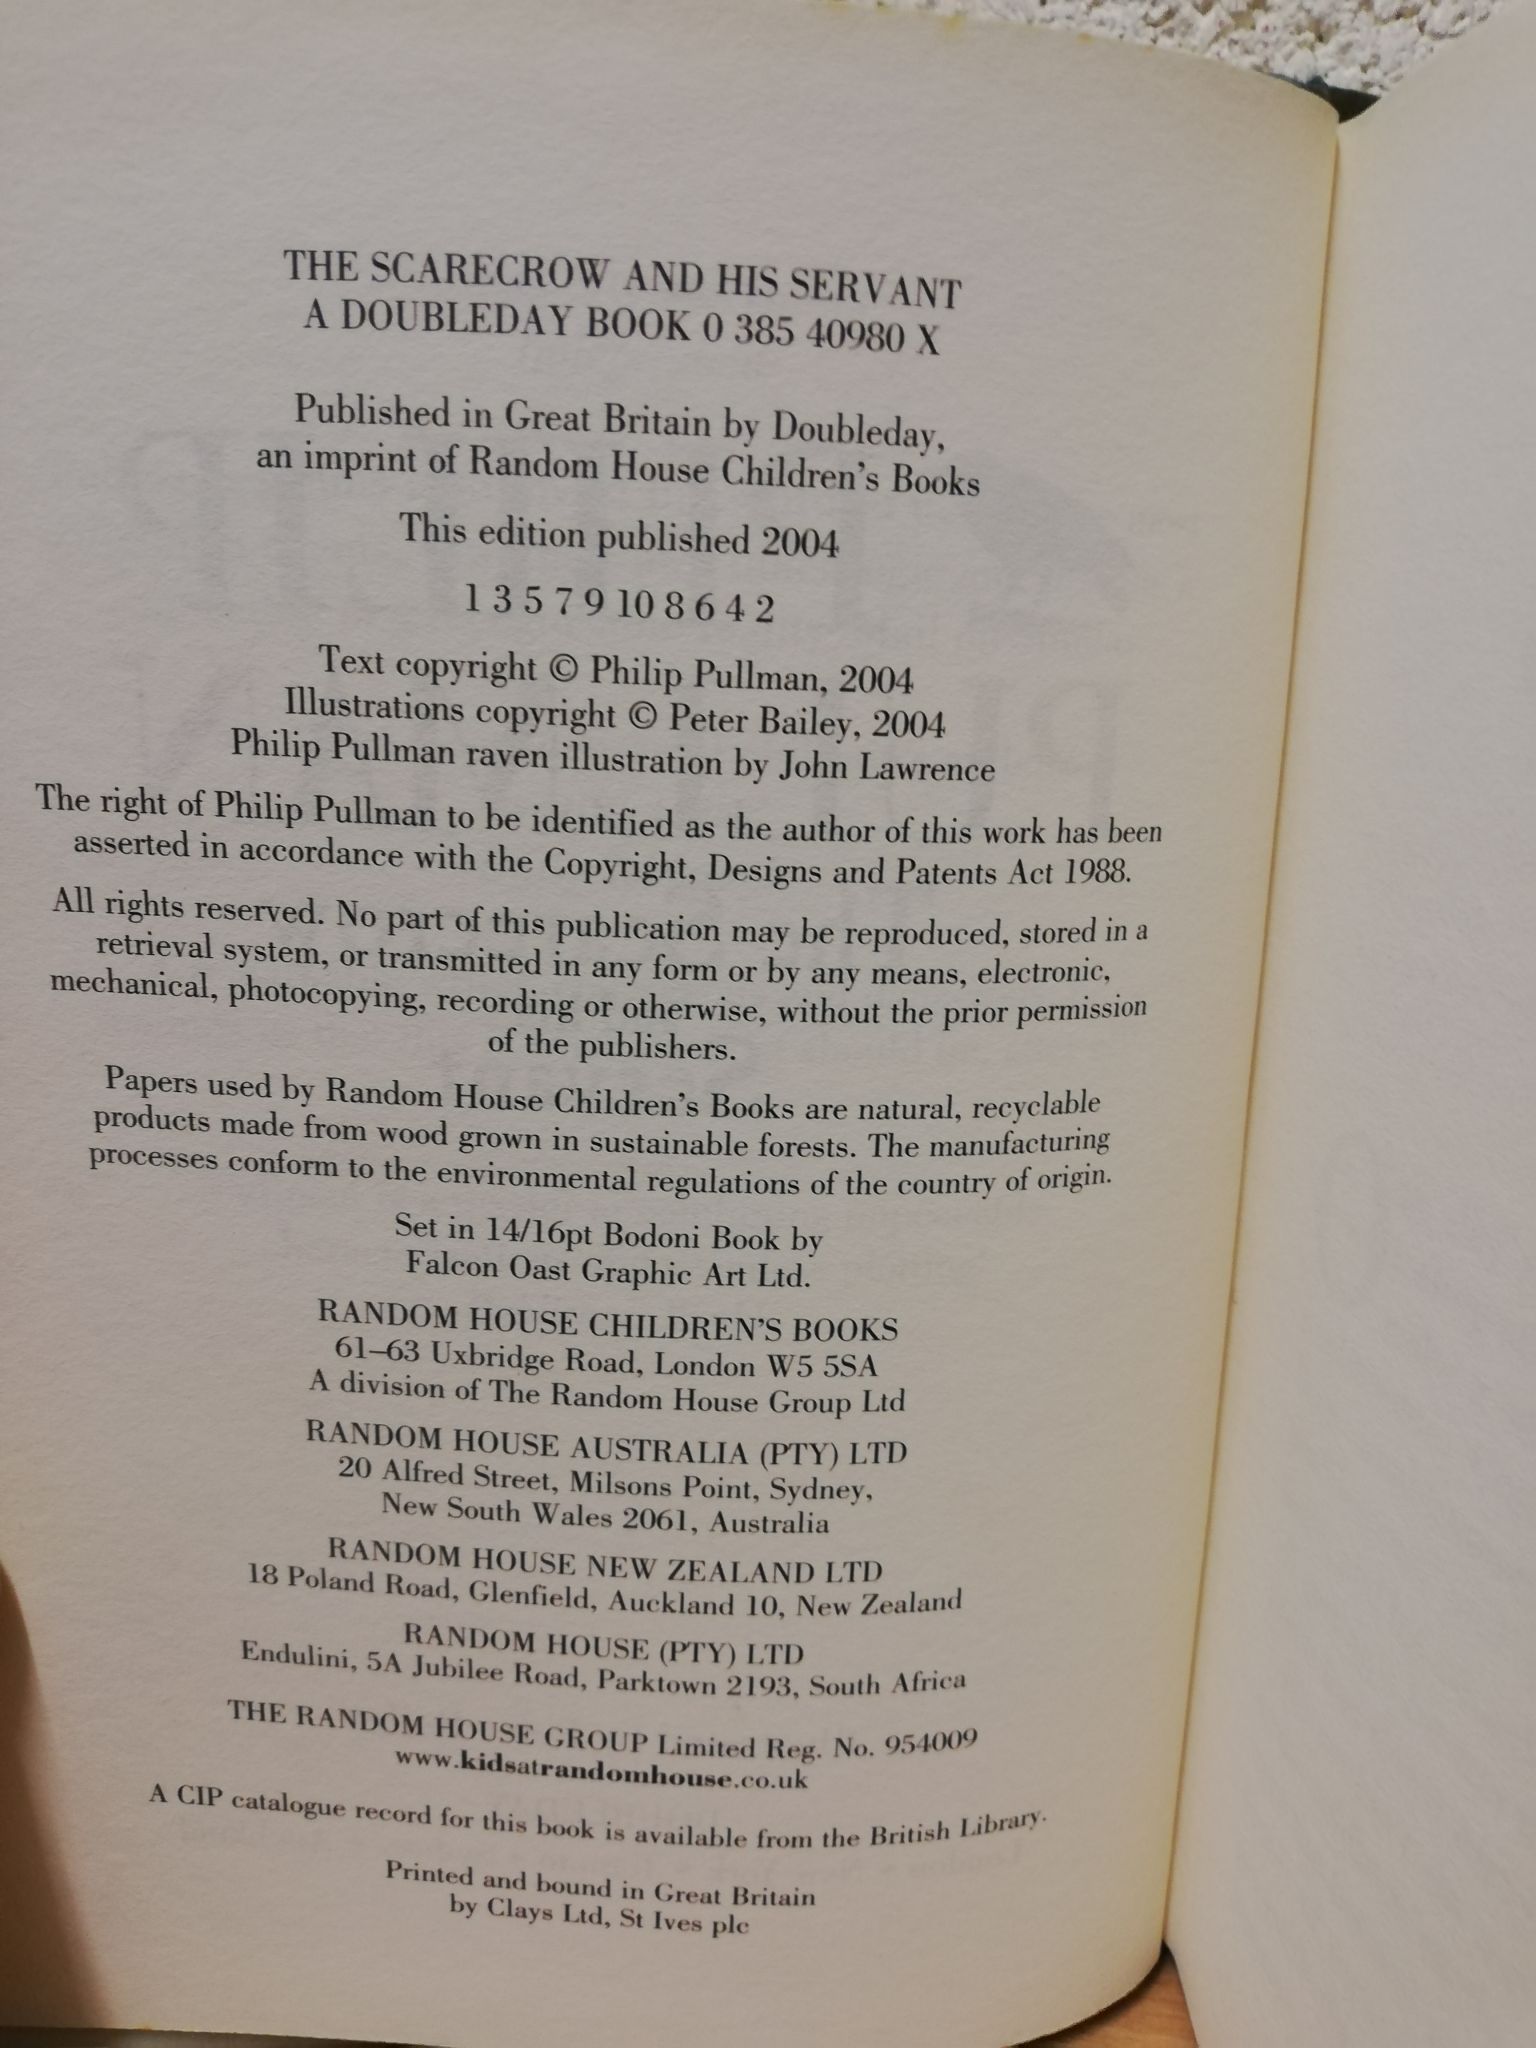 THE SCARECROW AND HIS SERVANT
A DOUBLEDAY BOOK 0 385 40980 X
Published in Great Britain by Doubleday,
an imprint of Random House Children's Books
This edition published 2004
1 3 5 7 9 10 8 6 4 2
Text copyright © Philip Pullman, 2004
Illustrations copyright © Peter Bailey, 2004
Philip Pullman raven illustration by John Lawrence
The right of Philip Pullman to be identified as the author of this work has been
asserted in accordance with the Copyright, Designs and Patents Act 1988.
All rights reserved. No part of this publication may be reproduced, stored in a
retrieval system, or transmitted in any form or by any means, electronic,
mechanical, photocopying, recording or otherwise, without the prior permission
of the publishers.
Papers used by Random House Children's Books are natural, recyclable
products made from wood grown in sustainable forests. The manufacturing
processes conform to the environmental regulations of the country of origin.
Set in 14/16pt Bodoni Book by
Falcon Oast Graphic Art Ltd.
RANDOM HOUSE CHILDREN'S BOOKS
61–63 Uxbridge Road, London W5 5SA
A division of The Random House Group Ltd
RANDOM HOUSE AUSTRALIA (PTY) LTD
20 Alfred Street, Milsons Point, Sydney,
New South Wales 2061, Australia
RANDOM HOUSE NEW ZEALAND LTD
18 Poland Road, Glenfield, Auckland 10, New Zealand
RANDOM HOUSE (PTY) LTD
Endulini, 5A Jubilee Road, Parktown 2193, South Africa
THE RANDOM HOUSE GROUP Limited Reg. No. 954009
www.kidsatrandomhouse.co.uk
A CIP catalogue record for this book is available from the British Library.
Printed and bound in Great Britain
by Clays Ltd, St Ives plc